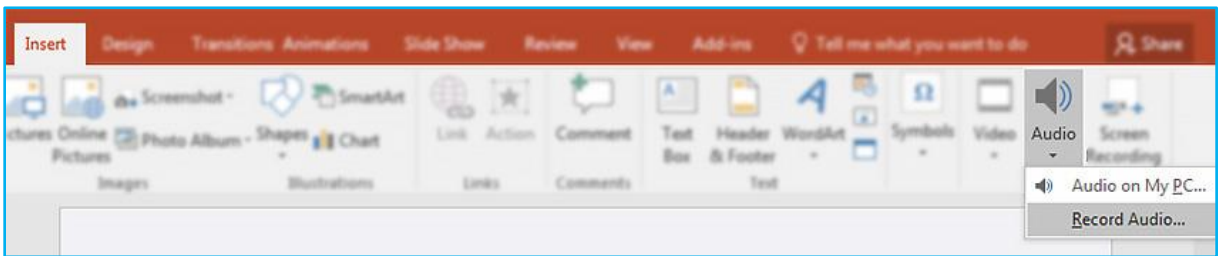 Insert Design Transitions Animations Slide Show Review View Add-ins Tell me what you want to do Share
Screenshot SmartArt Ω
ctures Online Photo Album Shapes Chart Link Action Comment Text Header WordArt Symbols Video Audio Screen
Pictures Box & Footer Recording
Images Illustrations Links Comments Text
Audio on My PC...
Record Audio...